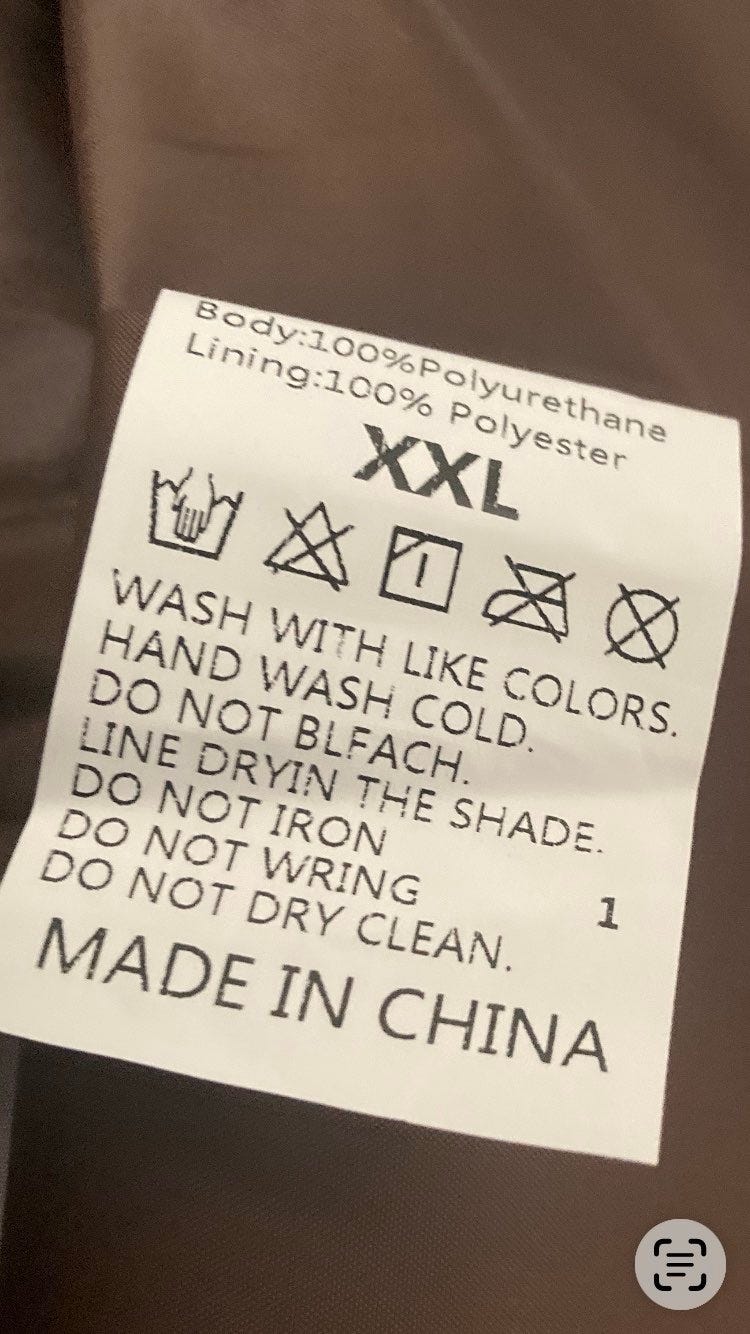 Body:100%Polyurethane
Lining:100% Polyester
XXL
WASH WITH LIKE COLORS.
HAND WASH COLD.
DO NOT BLFACH.
LINE DRYIN THE SHADE.
DO NOT IRON
DO NOT WRING
1
DO NOT DRY CLEAN.
MADE IN CHINA